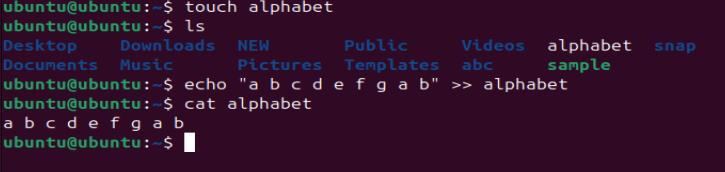 ubuntu@ubuntu:~$ touch alphabet
ubuntu@ubuntu:~$ ls
Desktop Downloads NEW Public Videos alphabet snap
Documents Music Pictures Templates abc sample
ubuntu@ubuntu:~$ echo "a b c d e f g a b" >> alphabet
ubuntu@ubuntu:~$ cat alphabet
a b c d e f g a b
ubuntu@ubuntu:~$